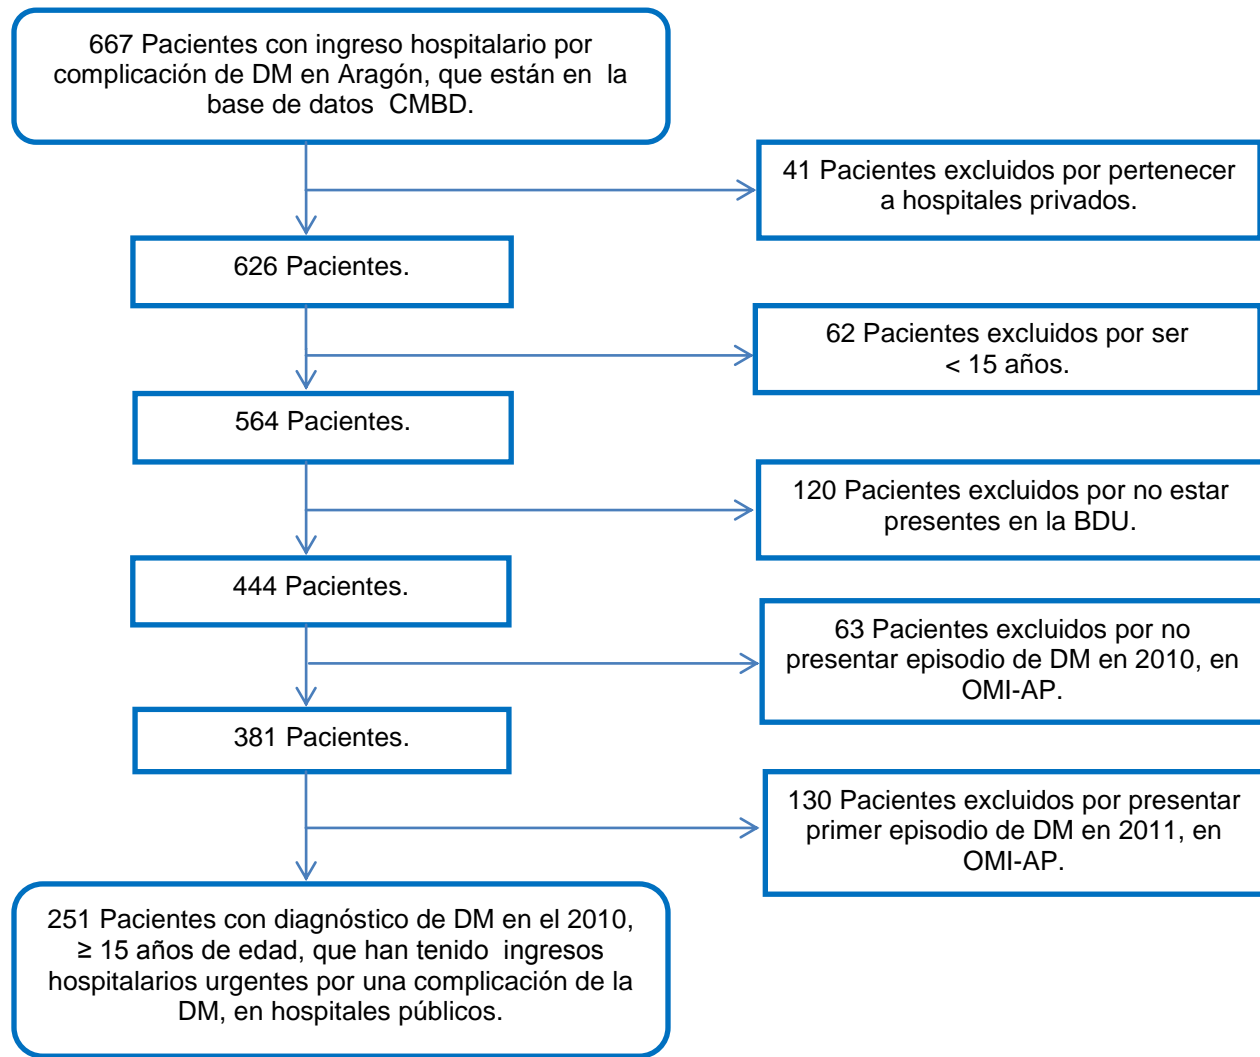 667 Pacientes con ingreso hospitalario por
complicación de DM en Aragón, que están en la
base de datos CMBD.
41 Pacientes excluidos por pertenecer
a hospitales privados.
626 Pacientes.
62 Pacientes excluidos por ser
< 15 años.
564 Pacientes.
120 Pacientes excluidos por no estar
presentes en la BDU.
444 Pacientes.
63 Pacientes excluidos por no
presentar episodio de DM en 2010, en
OMI-AP.
381 Pacientes.
130 Pacientes excluidos por presentar
primer episodio de DM en 2011, en
OMI-AP.
251 Pacientes con diagnóstico de DM en el 2010,
≥ 15 años de edad, que han tenido ingresos
hospitalarios urgentes por una complicación de la
DM, en hospitales públicos.